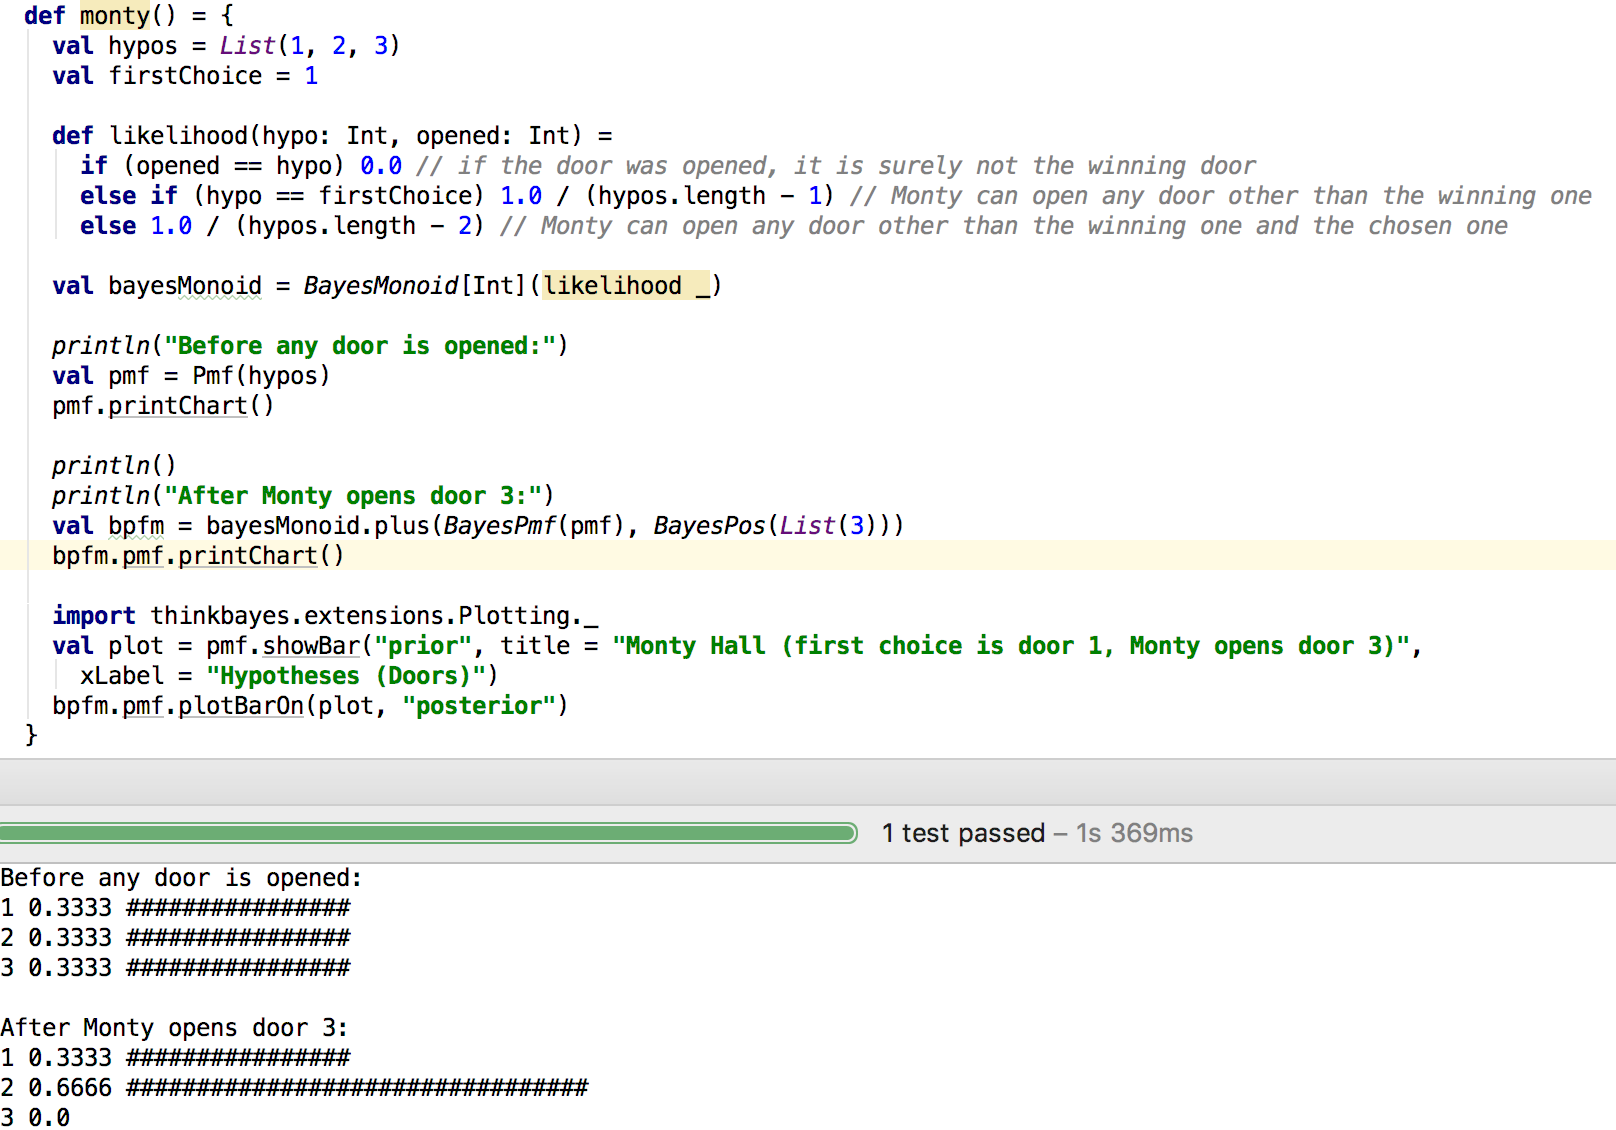 def monty() = {
  val hypos = List(1, 2, 3)
  val firstChoice = 1
  def likelihood(hypo: Int, opened: Int) =
    if (opened == hypo) 0.0 // if the door was opened, it is surely not the winning door
    else if (hypo == firstChoice) 1.0 / (hypos.length - 1) // Monty can open any door other than the winning one
    else 1.0 / (hypos.length - 2) // Monty can open any door other than the winning one and the chosen one
  val bayesMonoid = BayesMonoid[Int](likelihood _)
  println("Before any door is opened:")
  val pmf = Pmf(hypos)
  pmf.printChart()
  println()
  println("After Monty opens door 3:")
  val bpfm = bayesMonoid.plus(BayesPmf(pmf), BayesPos(List(3)))
  bpfm.pmf.printChart()
  import thinkbayes.extensions.Plotting._
  val plot = pmf.showBar("prior", title = "Monty Hall (first choice is door 1, Monty opens door 3)",
    xLabel = "Hypotheses (Doors)")
  bpfm.pmf.plotBarOn(plot, "posterior")
}
1 test passed – 1s 369ms
Before any door is opened:
1 0.3333 ################
2 0.3333 ################
3 0.3333 ################
After Monty opens door 3:
1 0.3333 ################
2 0.6666 #################################
3 0.0